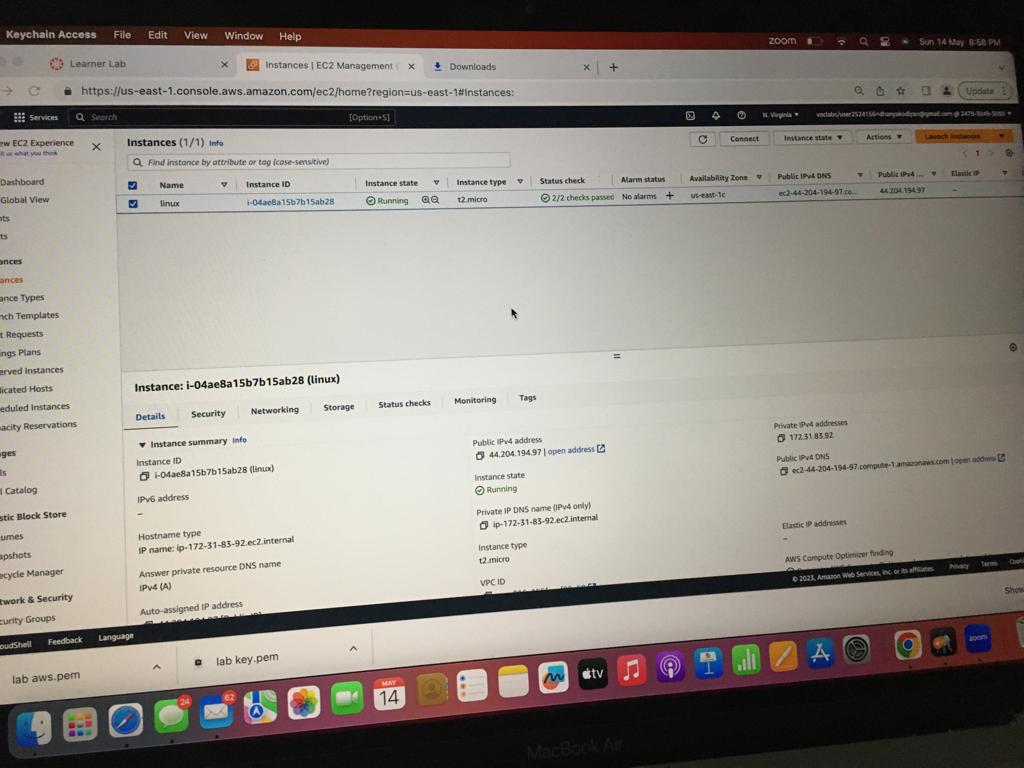 Keychain Access File Edit View Window Help zoom Sun 14 May 8:58 PM
Learner Lab Instances | EC2 Management C Downloads
https://us-east-1.console.aws.amazon.com/ec2/home?region=us-east-1#Instances: Update
Services Search [Option+S] N. Virginia
ew EC2 Experience
ll us what you think
Dashboard
Global View
nts
ts
ances
ances
ance Types
nch Templates
t Requests
ings Plans
erved Instances
licated Hosts
eduled Instances
acity Reservations
ges
ls
l Catalog
stic Block Store
umes
apshots
ecycle Manager
twork & Security
curity Groups
Instances (1/1) Info Connect Instance state Actions Launch instances
Find instance by attribute or tag (case-sensitive) 1
Name Instance ID Instance state Instance type Status check Alarm status Availability Zone Public IPv4 DNS Public IPv4 ... Elastic IP
linux i-04ae8a15b7b15ab28 Running t2.micro 2/2 checks passed No alarms + us-east-1c ec2-44-204-194-97.co... 44.204.194.97 –
Instance: i-04ae8a15b7b15ab28 (linux)
Details Security Networking Storage Status checks Monitoring Tags
Instance summary Info
Instance ID
i-04ae8a15b7b15ab28 (linux)
IPv6 address
–
Hostname type
IP name: ip-172-31-83-92.ec2.internal
Answer private resource DNS name
IPv4 (A)
Auto-assigned IP address
Public IPv4 address
44.204.194.97 | open address
Instance state
Running
Private IP DNS name (IPv4 only)
ip-172-31-83-92.ec2.internal
Instance type
t2.micro
VPC ID
Private IPv4 addresses
172.31.83.92
Public IPv4 DNS
ec2-44-204-194-97.compute-1.amazonaws.com | open address
Elastic IP addresses
–
AWS Compute Optimizer finding
© 2023, Amazon Web Services, Inc. or its affiliates. Privacy Terms Cook
oudShell Feedback Language
lab aws.pem lab key.pem Show
24 62 MAY 14 tv zoom
MacBook Air